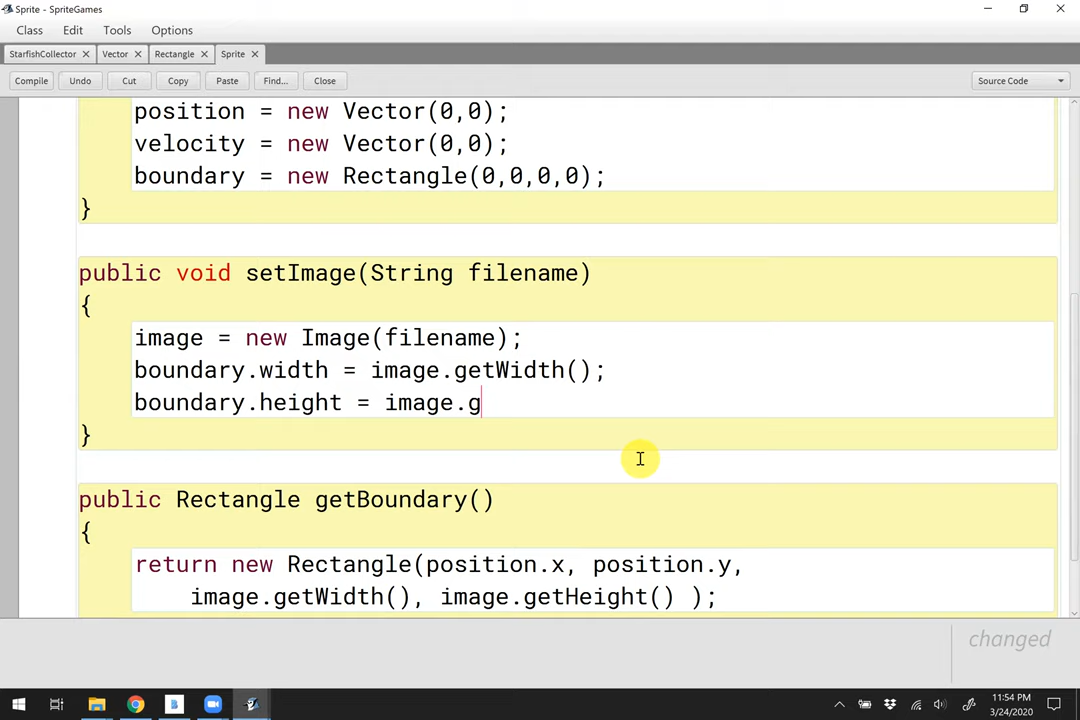 Sprite - SpriteGames
Class Edit Tools Options
StarfishCollector Vector Rectangle Sprite
Compile Undo Cut Copy Paste Find... Close Source Code
position = new Vector(0,0);
velocity = new Vector(0,0);
boundary = new Rectangle(0,0,0,0);
}
public void setImage(String filename)
{
image = new Image(filename);
boundary.width = image.getWidth();
boundary.height = image.g
}
public Rectangle getBoundary()
{
return new Rectangle(position.x, position.y,
image.getWidth(), image.getHeight() );
changed
11:54 PM
3/24/2020